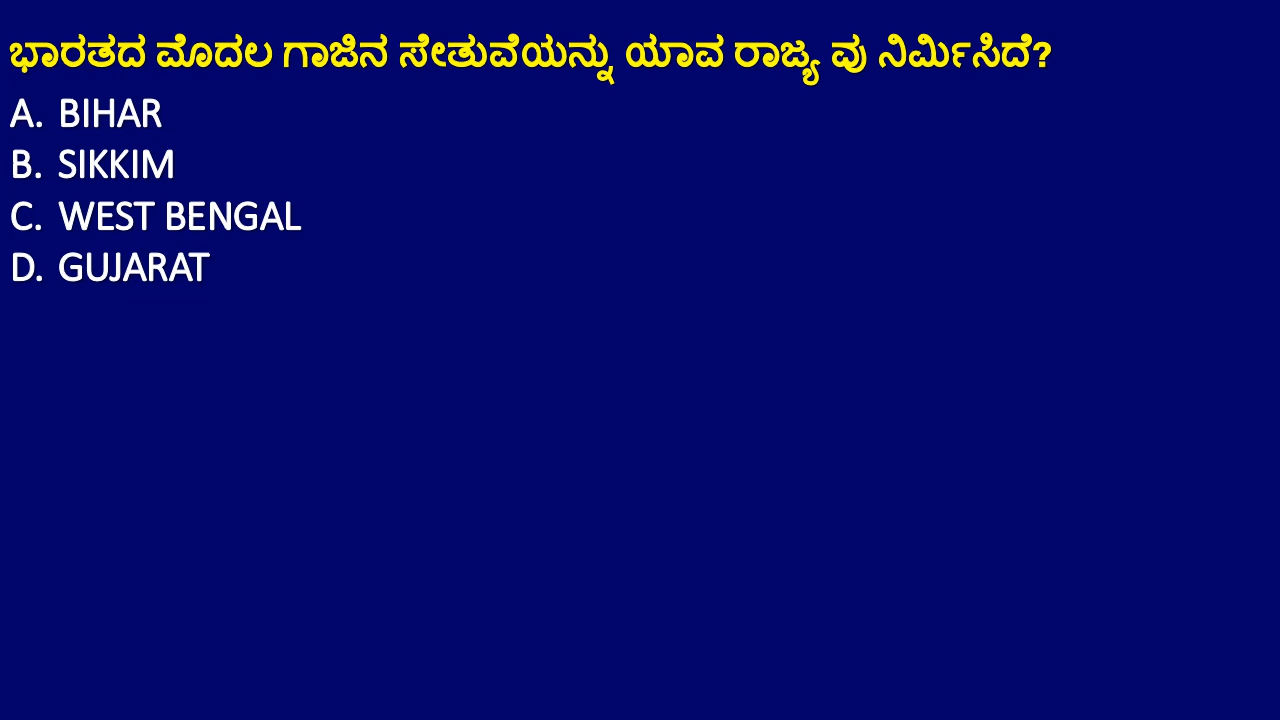 ಭಾರತದ ಮೊದಲ ಗಾಜಿನ ಸೇತುವೆಯನ್ನು ಯಾವ ರಾಜ್ಯ ವು ನಿರ್ಮಿಸಿದೆ?
A. BIHAR
B. SIKKIM
C. WEST BENGAL
D. GUJARAT